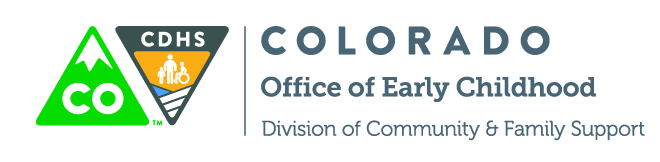 CO
TM
CDHS
COLORADO
Office of Early Childhood
Division of Community & Family Support